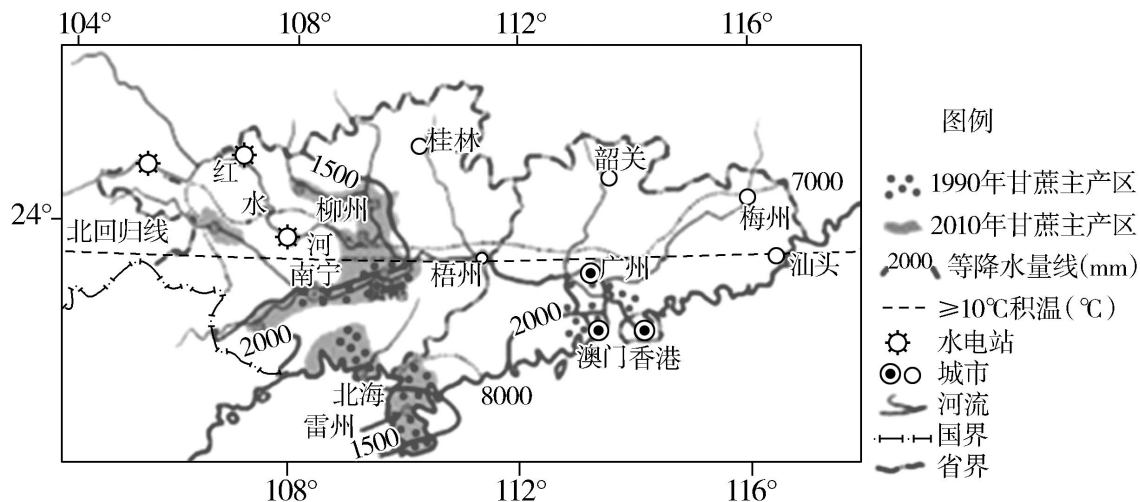 104° 108° 112° 116°
桂林
韶关
1500
红
7000
水
柳州
梅州
24°
北回归线
河
南宁
梧州
广州
汕头
2000
2000
澳门 香港
北海
8000
雷州
1500
108° 112° 116°
图例
1990年甘蔗主产区
2010年甘蔗主产区
2000 等降水量线(mm)
≥10℃积温(℃)
水电站
城市
河流
国界
省界